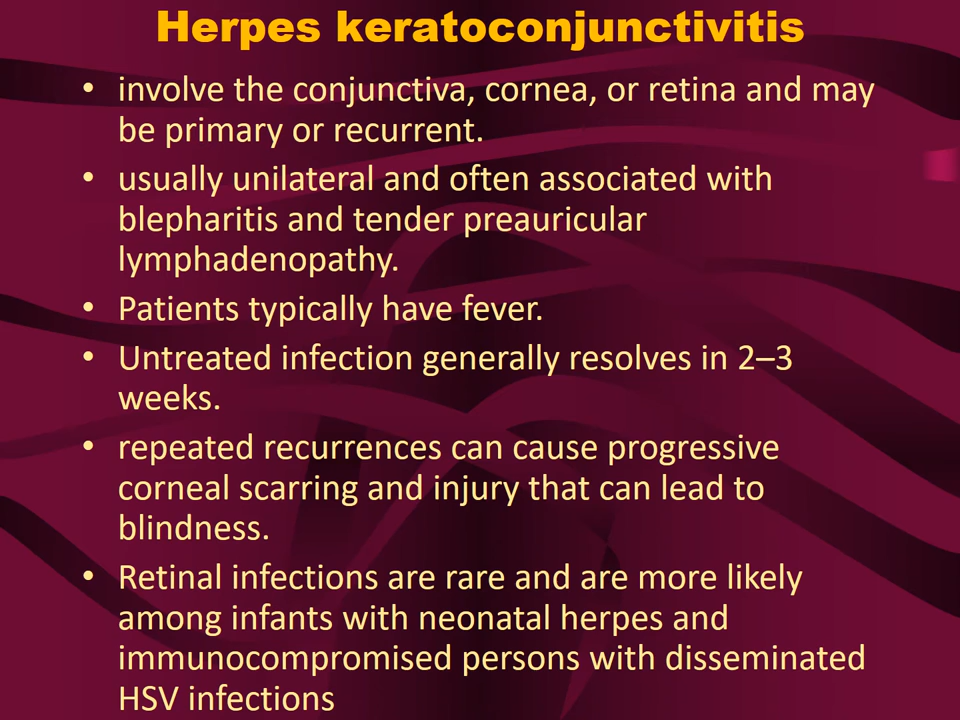 Herpes keratoconjunctivitis
• involve the conjunctiva, cornea, or retina and may
be primary or recurrent.
• usually unilateral and often associated with
blepharitis and tender preauricular
lymphadenopathy.
• Patients typically have fever.
• Untreated infection generally resolves in 2–3
weeks.
• repeated recurrences can cause progressive
corneal scarring and injury that can lead to
blindness.
• Retinal infections are rare and are more likely
among infants with neonatal herpes and
immunocompromised persons with disseminated
HSV infections